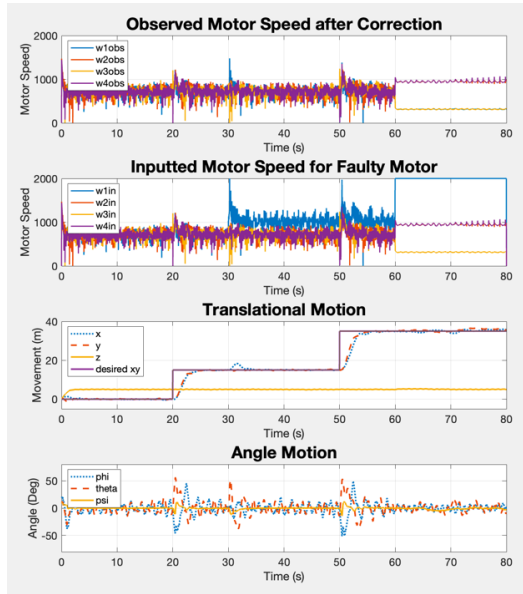 Observed Motor Speed after Correction
Motor Speed)
2000
1000
0
w1obs
w2obs
w3obs
w4obs
0 10 20 30 40 50 60 70 80
Time (s)
Inputted Motor Speed for Faulty Motor
Motor Speed
2000
1000
0
w1in
w2in
w3in
w4in
0 10 20 30 40 50 60 70 80
Time (s)
Translational Motion
Movement (m)
40
20
0
x
y
z
desired xy
0 10 20 30 40 50 60 70 80
Time (s)
Angle Motion
Angle (Deg)
50
0
-50
phi
theta
psi
0 10 20 30 40 50 60 70 80
Time (s)